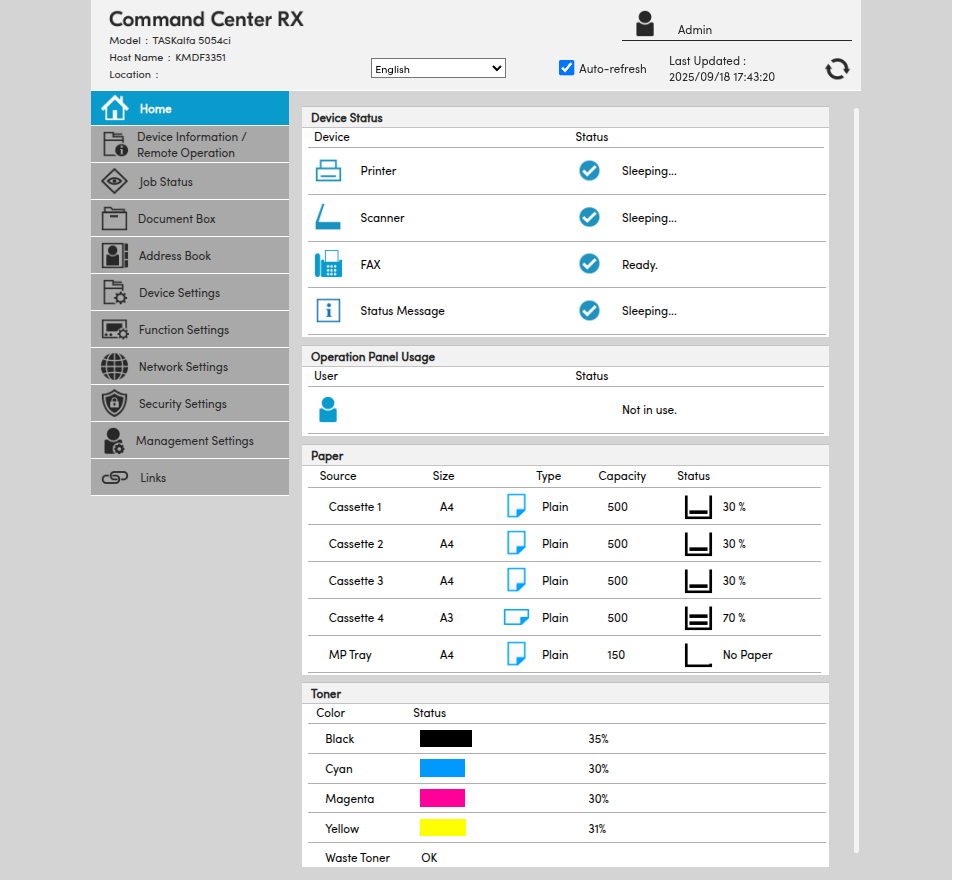 Command Center RX
Model : TASKalfa 5054ci
Host Name : KMDF3351
Location :
Admin
English
Auto-refresh
Last Updated :
2025/09/18 17:43:20
Home
Device Information /
Remote Operation
Job Status
Document Box
Address Book
Device Settings
Function Settings
Network Settings
Security Settings
Management Settings
Links
Device Status
Device Status
Printer Sleeping...
Scanner Sleeping...
FAX Ready.
Status Message Sleeping...
Operation Panel Usage
User Status
Not in use.
Paper
Source Size Type Capacity Status
Cassette 1 A4 Plain 500 30 %
Cassette 2 A4 Plain 500 30 %
Cassette 3 A4 Plain 500 30 %
Cassette 4 A3 Plain 500 70 %
MP Tray A4 Plain 150 No Paper
Toner
Color Status
Black 35%
Cyan 30%
Magenta 30%
Yellow 31%
Waste Toner OK